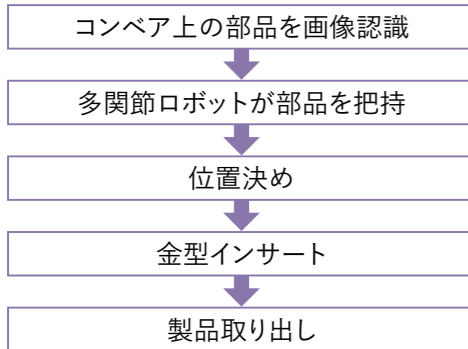 コンベア上の部品を画像認識
多関節ロボットが部品を把持
位置決め
金型インサート
製品取り出し